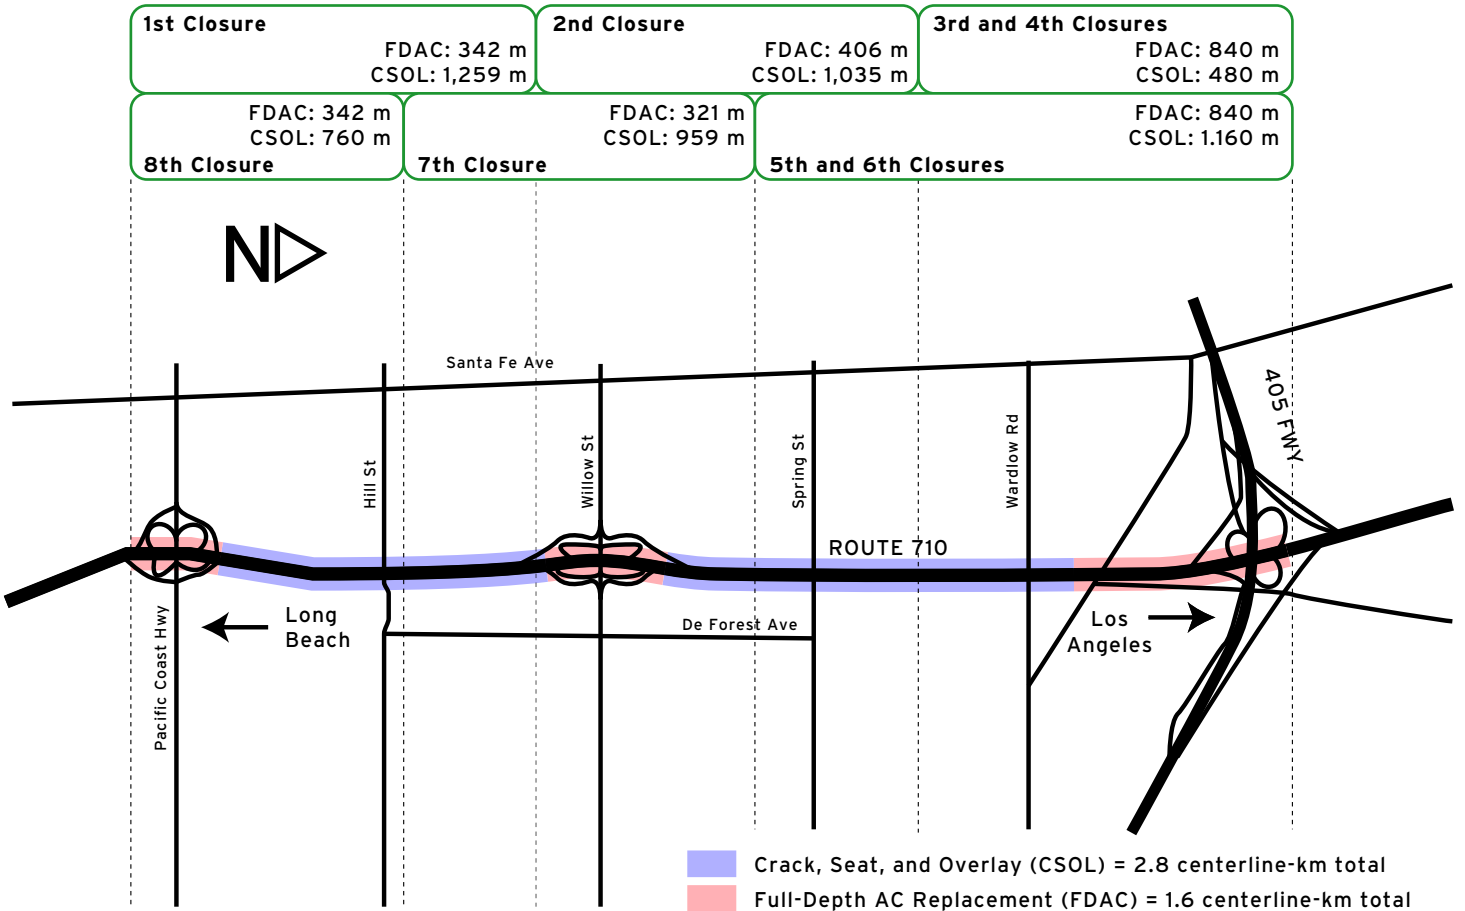 1st Closure
FDAC: 342 m
CSOL: 1,259 m
2nd Closure
FDAC: 406 m
CSOL: 1,035 m
3rd and 4th Closures
FDAC: 840 m
CSOL: 480 m
FDAC: 342 m
CSOL: 760 m
8th Closure
FDAC: 321 m
CSOL: 959 m
7th Closure
FDAC: 840 m
CSOL: 1.160 m
5th and 6th Closures
N
Santa Fe Ave
405 FWY
Hill St
Willow St
Spring St
Wardlow Rd
ROUTE 710
Pacific Coast Hwy
Long
Beach
De Forest Ave
Los
Angeles
Crack, Seat, and Overlay (CSOL) = 2.8 centerline-km total
Full-Depth AC Replacement (FDAC) = 1.6 centerline-km total